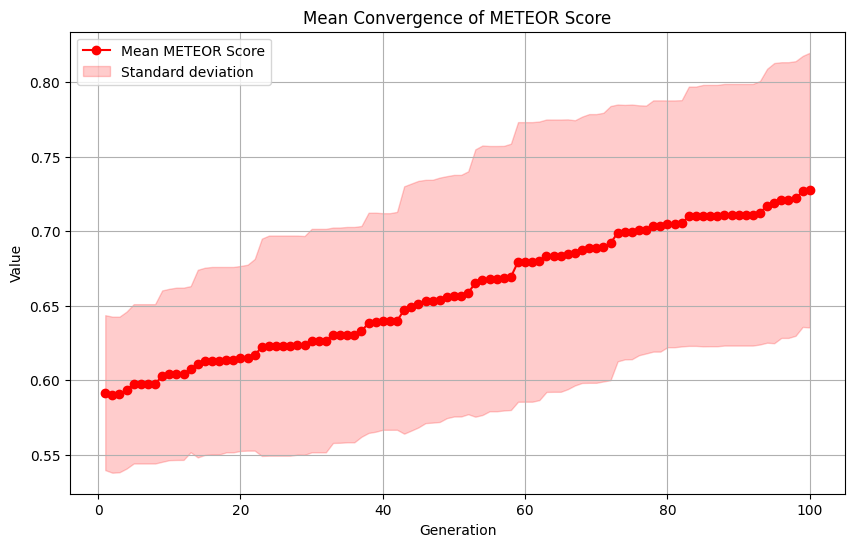 Mean Convergence of METEOR Score
Mean METEOR Score
Standard deviation
Value
0.80
0.75
0.70
0.65
0.60
0.55
0
20
40
60
80
100
Generation